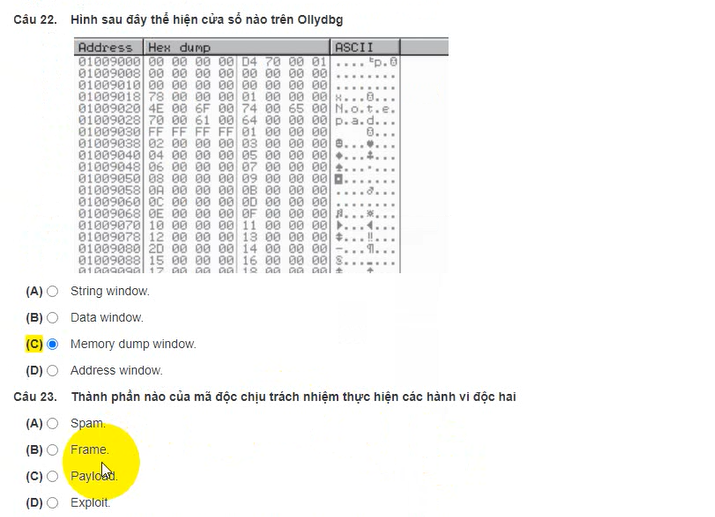 Câu 22. Hình sau đây thể hiện cửa sổ nào trên Ollydbg
Address Hex dump ASCII
01009000 00 00 00 00 D4 70 00 01 ....╘p.☺
01009008 00 00 00 00 00 00 00 00 ........
01009010 00 00 00 00 00 00 00 00 ........
01009018 78 00 00 00 01 00 00 00 x...☺...
01009020 4E 00 6F 00 74 00 65 00 N.o.t.e.
01009028 70 00 61 00 64 00 00 00 p.a.d...
01009030 FF FF FF FF 01 00 00 00 ☺...
01009038 02 00 00 00 03 00 00 00 ☻...♥...
01009040 04 00 00 00 05 00 00 00 ♦...♣...
01009048 06 00 00 00 07 00 00 00 ♠.......
01009050 08 00 00 00 09 00 00 00 ◘.......
01009058 0A 00 00 00 0B 00 00 00 ....♂...
01009060 0C 00 00 00 0D 00 00 00 ........
01009068 0E 00 00 00 0F 00 00 00 ♫...☼...
01009070 10 00 00 00 11 00 00 00 ►...◄...
01009078 12 00 00 00 13 00 00 00 ↕...‼...
01009080 2D 00 00 00 14 00 00 00 -...¶...
01009088 15 00 00 00 16 00 00 00 §...▬...
01009090 17 00 00 00 18 00 00 00
(A) String window.
(B) Data window.
(C) Memory dump window.
(D) Address window.
Câu 23. Thành phần nào của mã độc chịu trách nhiệm thực hiện các hành vi độc hai
(A) Spam.
(B) Frame.
(C) Payload.
(D) Exploit.